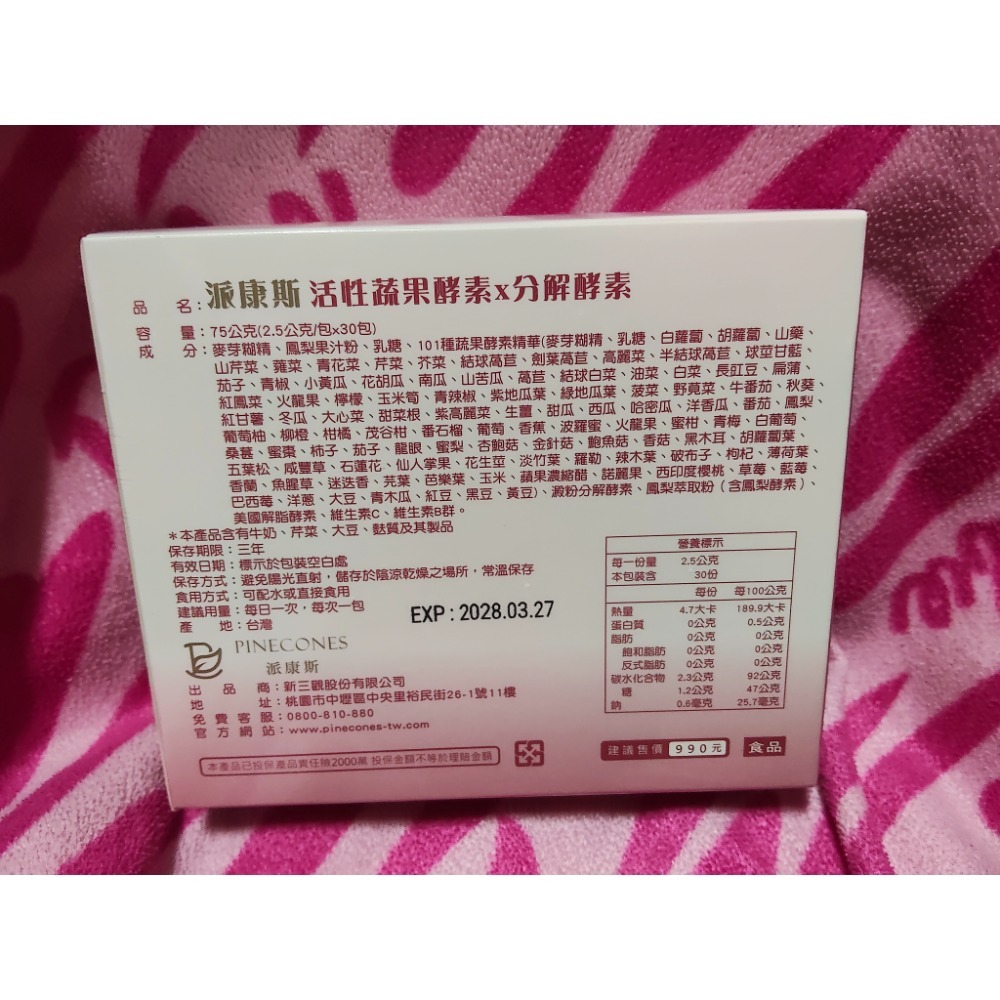 品名：派康斯 活性蔬果酵素x分解酵素
容量：75公克(2.5公克/包x30包)
成分：麥芽糊精、鳳梨果汁粉、乳糖、101種蔬果酵素精華(麥芽糊精、乳糖、白蘿蔔、胡蘿蔔、山藥、
山芹菜、蕹菜、青花菜、芹菜、芥菜、結球萵苣、劍葉萵苣、高麗菜、半結球萵苣、球莖甘藍、
茄子、青椒、小黃瓜、花胡瓜、南瓜、山苦瓜、萵苣、結球白菜、油菜、白菜、長豇豆、扁蒲、
紅鳳菜、火龍果、檸檬、玉米筍、青辣椒、紫地瓜葉、綠地瓜葉、菠菜、野莧菜、牛番茄、秋葵、
紅甘薯、冬瓜、大心菜、甜菜根、紫高麗菜、生薑、甜瓜、西瓜、哈密瓜、洋香瓜、番茄、鳳梨、
葡萄柚、柳橙、柑橘、茂谷柑、番石榴、葡萄、香蕉、波蘿蜜、火龍果、蜜柑、青梅、白葡萄、
桑葚、蜜棗、柿子、茄子、龍眼、蜜梨、杏鮑菇、金針菇、鮑魚菇、香菇、黑木耳、胡蘿蔔葉、
五葉松、咸豐草、石蓮花、仙人掌果、花生莖、淡竹葉、羅勒、辣木葉、破布子、枸杞、薄荷葉、
香蘭、魚腥草、迷迭香、芫葉、芭樂葉、玉米、蘋果濃縮醋、諾麗果、西印度櫻桃、草莓、藍莓、
巴西莓、洋蔥、大豆、青木瓜、紅豆、黑豆、黃豆)、澱粉分解酵素、鳳梨萃取粉（含鳳梨酵素）、
美國解脂酵素、維生素C、維生素B群。
＊本產品含有牛奶、芹菜、大豆、麩質及其製品
保存期限：三年
有效日期：標示於包裝空白處
保存方式：避免陽光直射，儲存於陰涼乾燥之場所，常溫保存
食用方式：可配水或直接食用
建議用量：每日一次，每次一包
產地：台灣
EXP : 2028.03.27
PINECONES
派康斯
出品商：新三觀股份有限公司
地址：桃園市中壢區中央里裕民街26-1號11樓
免費客服：0800-810-880
官方網站：www.pinecones-tw.com
本產品已投保產品責任險2000萬 投保金額不等於理賠金額
營養標示
每一份量 2.5公克
本包裝含 30份
每份 每100公克
熱量 4.7大卡 189.9大卡
蛋白質 0公克 0.5公克
脂肪 0公克 0公克
飽和脂肪 0公克 0公克
反式脂肪 0公克 0公克
碳水化合物 2.3公克 92公克
糖 1.2公克 47公克
鈉 0.6毫克 25.7毫克
建議售價 990元
食品